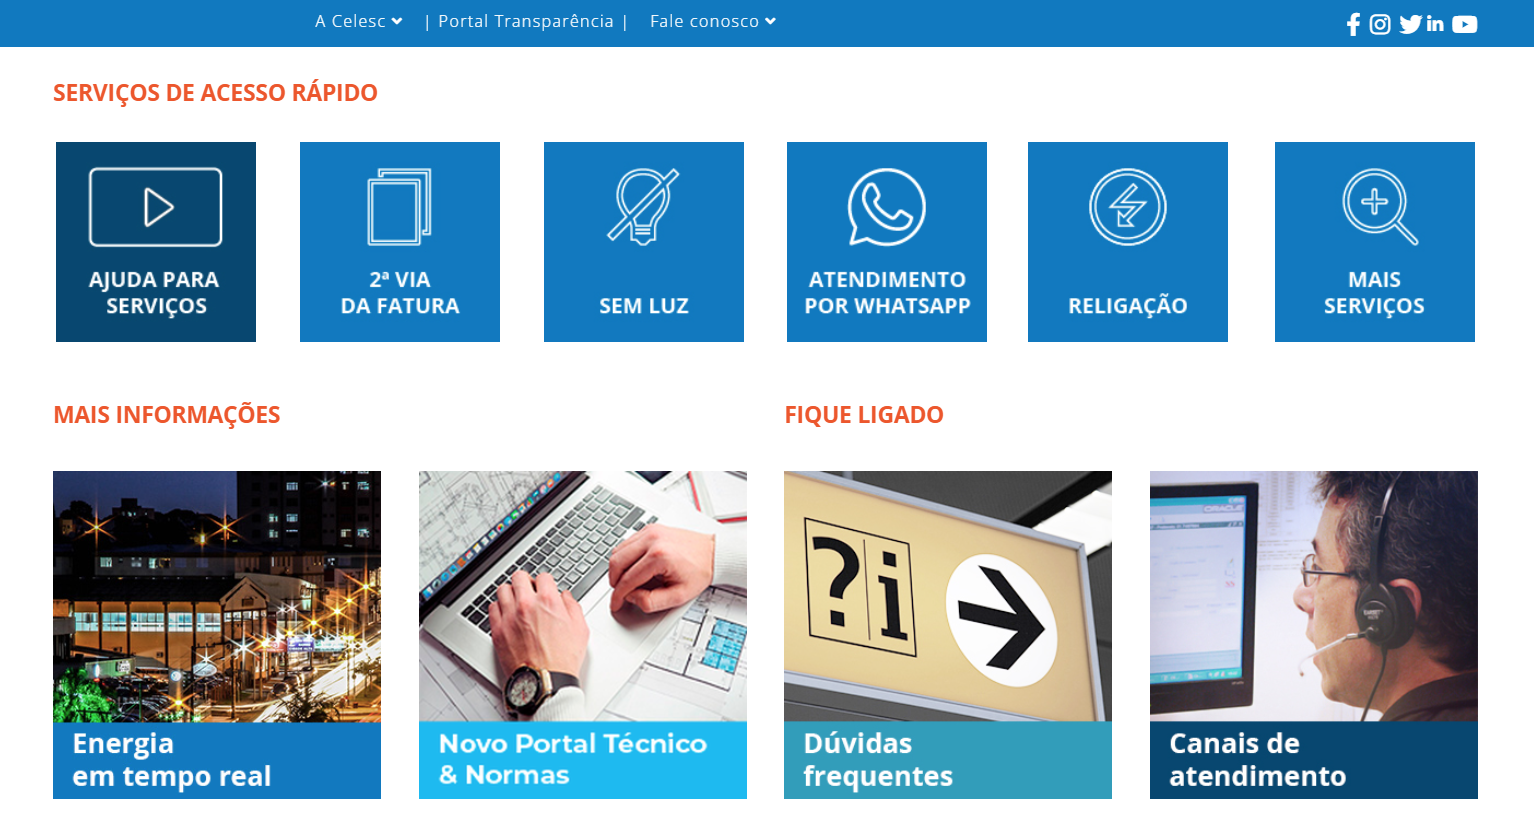 A Celesc
| Portal Transparência |
Fale conosco
SERVIÇOS DE ACESSO RÁPIDO
AJUDA PARA
SERVIÇOS
2ª VIA
DA FATURA
SEM LUZ
ATENDIMENTO
POR WHATSAPP
RELIGAÇÃO
MAIS
SERVIÇOS
MAIS INFORMAÇÕES
FIQUE LIGADO
? i
ORACLE
Energia
em tempo real
Novo Portal Técnico
& Normas
Dúvidas
frequentes
Canais de
atendimento